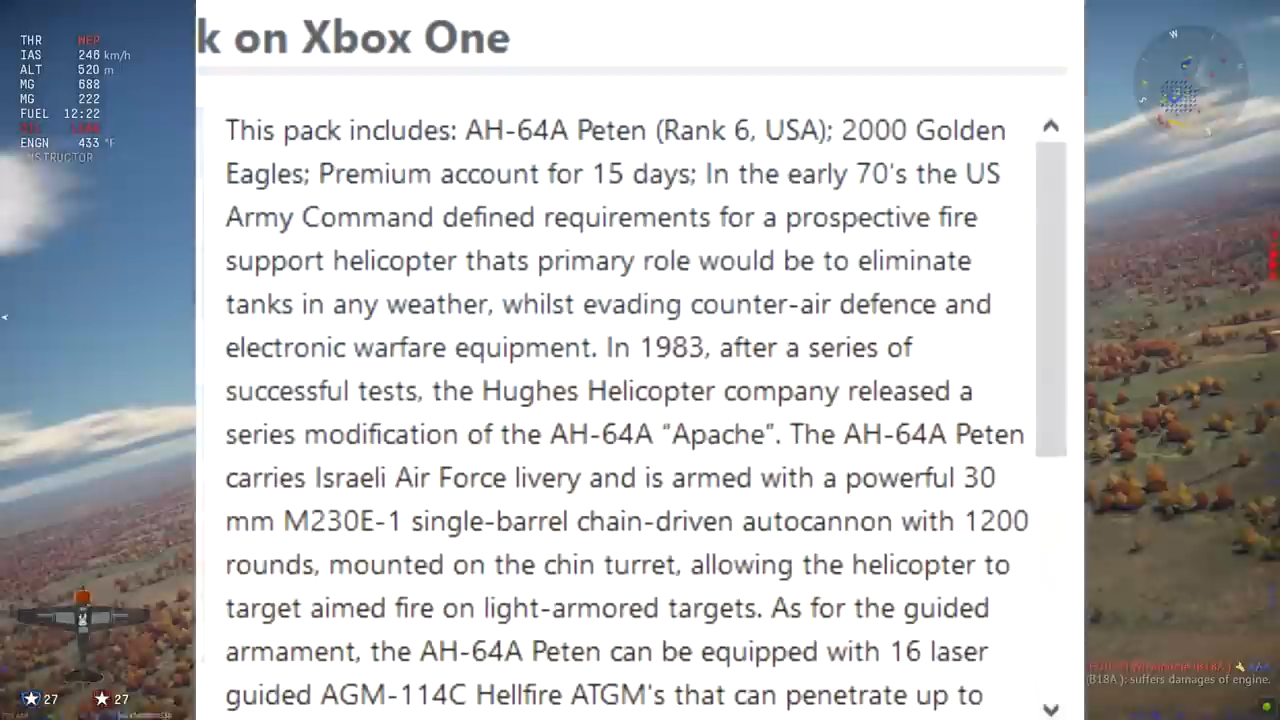 k on Xbox One
THR WEP
IAS 246 km/h
ALT 520 m
MG 688
MG 222
FUEL 12:22
ENGN 433 °F
W
S
This pack includes: AH-64A Peten (Rank 6, USA); 2000 Golden
Eagles; Premium account for 15 days; In the early 70's the US
Army Command defined requirements for a prospective fire
support helicopter thats primary role would be to eliminate
tanks in any weather, whilst evading counter-air defence and
electronic warfare equipment. In 1983, after a series of
successful tests, the Hughes Helicopter company released a
series modification of the AH-64A “Apache”. The AH-64A Peten
carries Israeli Air Force livery and is armed with a powerful 30
mm M230E-1 single-barrel chain-driven autocannon with 1200
rounds, mounted on the chin turret, allowing the helicopter to
target aimed fire on light-armored targets. As for the guided
armament, the AH-64A Peten can be equipped with 16 laser
guided AGM-114C Hellfire ATGM's that can penetrate up to
27 27
(B18A ): suffers damages of engine.